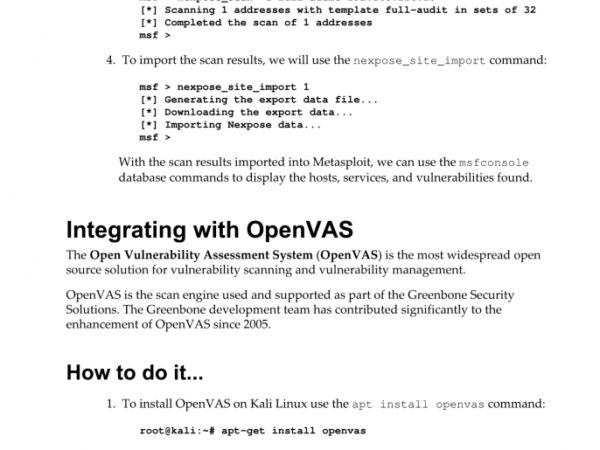 [*] Scanning 1 addresses with template full-audit in sets of 32
[*] Completed the scan of 1 addresses
msf >
4. To import the scan results, we will use the nexpose_site_import command:
msf > nexpose_site_import 1
[*] Generating the export data file...
[*] Downloading the export data...
[*] Importing Nexpose data...
msf >
With the scan results imported into Metasploit, we can use the msfconsole
database commands to display the hosts, services, and vulnerabilities found.
Integrating with OpenVAS
The Open Vulnerability Assessment System (OpenVAS) is the most widespread open
source solution for vulnerability scanning and vulnerability management.
OpenVAS is the scan engine used and supported as part of the Greenbone Security
Solutions. The Greenbone development team has contributed significantly to the
enhancement of OpenVAS since 2005.
How to do it...
1. To install OpenVAS on Kali Linux use the apt install openvas command:
root@kali:~# apt-get install openvas